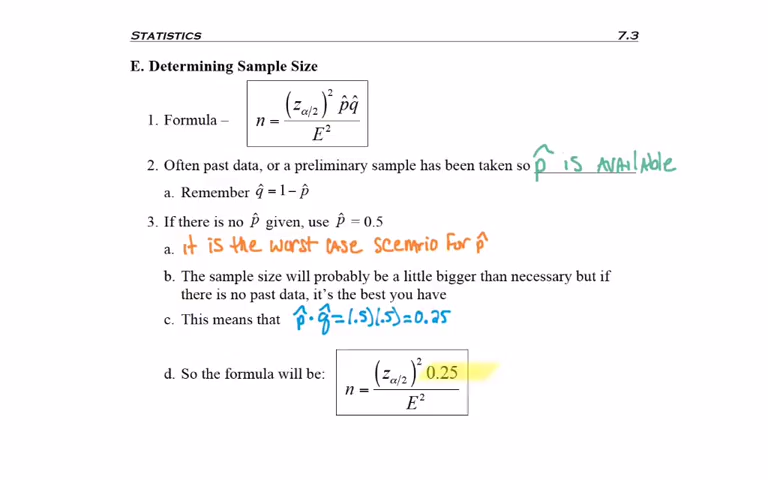 STATISTICS 7.3
E. Determining Sample Size
1. Formula – n = (z_{α/2})² p̂q̂ / E²
2. Often past data, or a preliminary sample has been taken so p̂ is AVAilAble
a. Remember q̂ = 1 − p̂
3. If there is no p̂ given, use p̂ = 0.5
a. it is the worst case scenario for p̂
b. The sample size will probably be a little bigger than necessary but if
there is no past data, it's the best you have
c. This means that p̂ · q̂ = (.5)(.5) = 0.25
d. So the formula will be: n = (z_{α/2})² 0.25 / E²